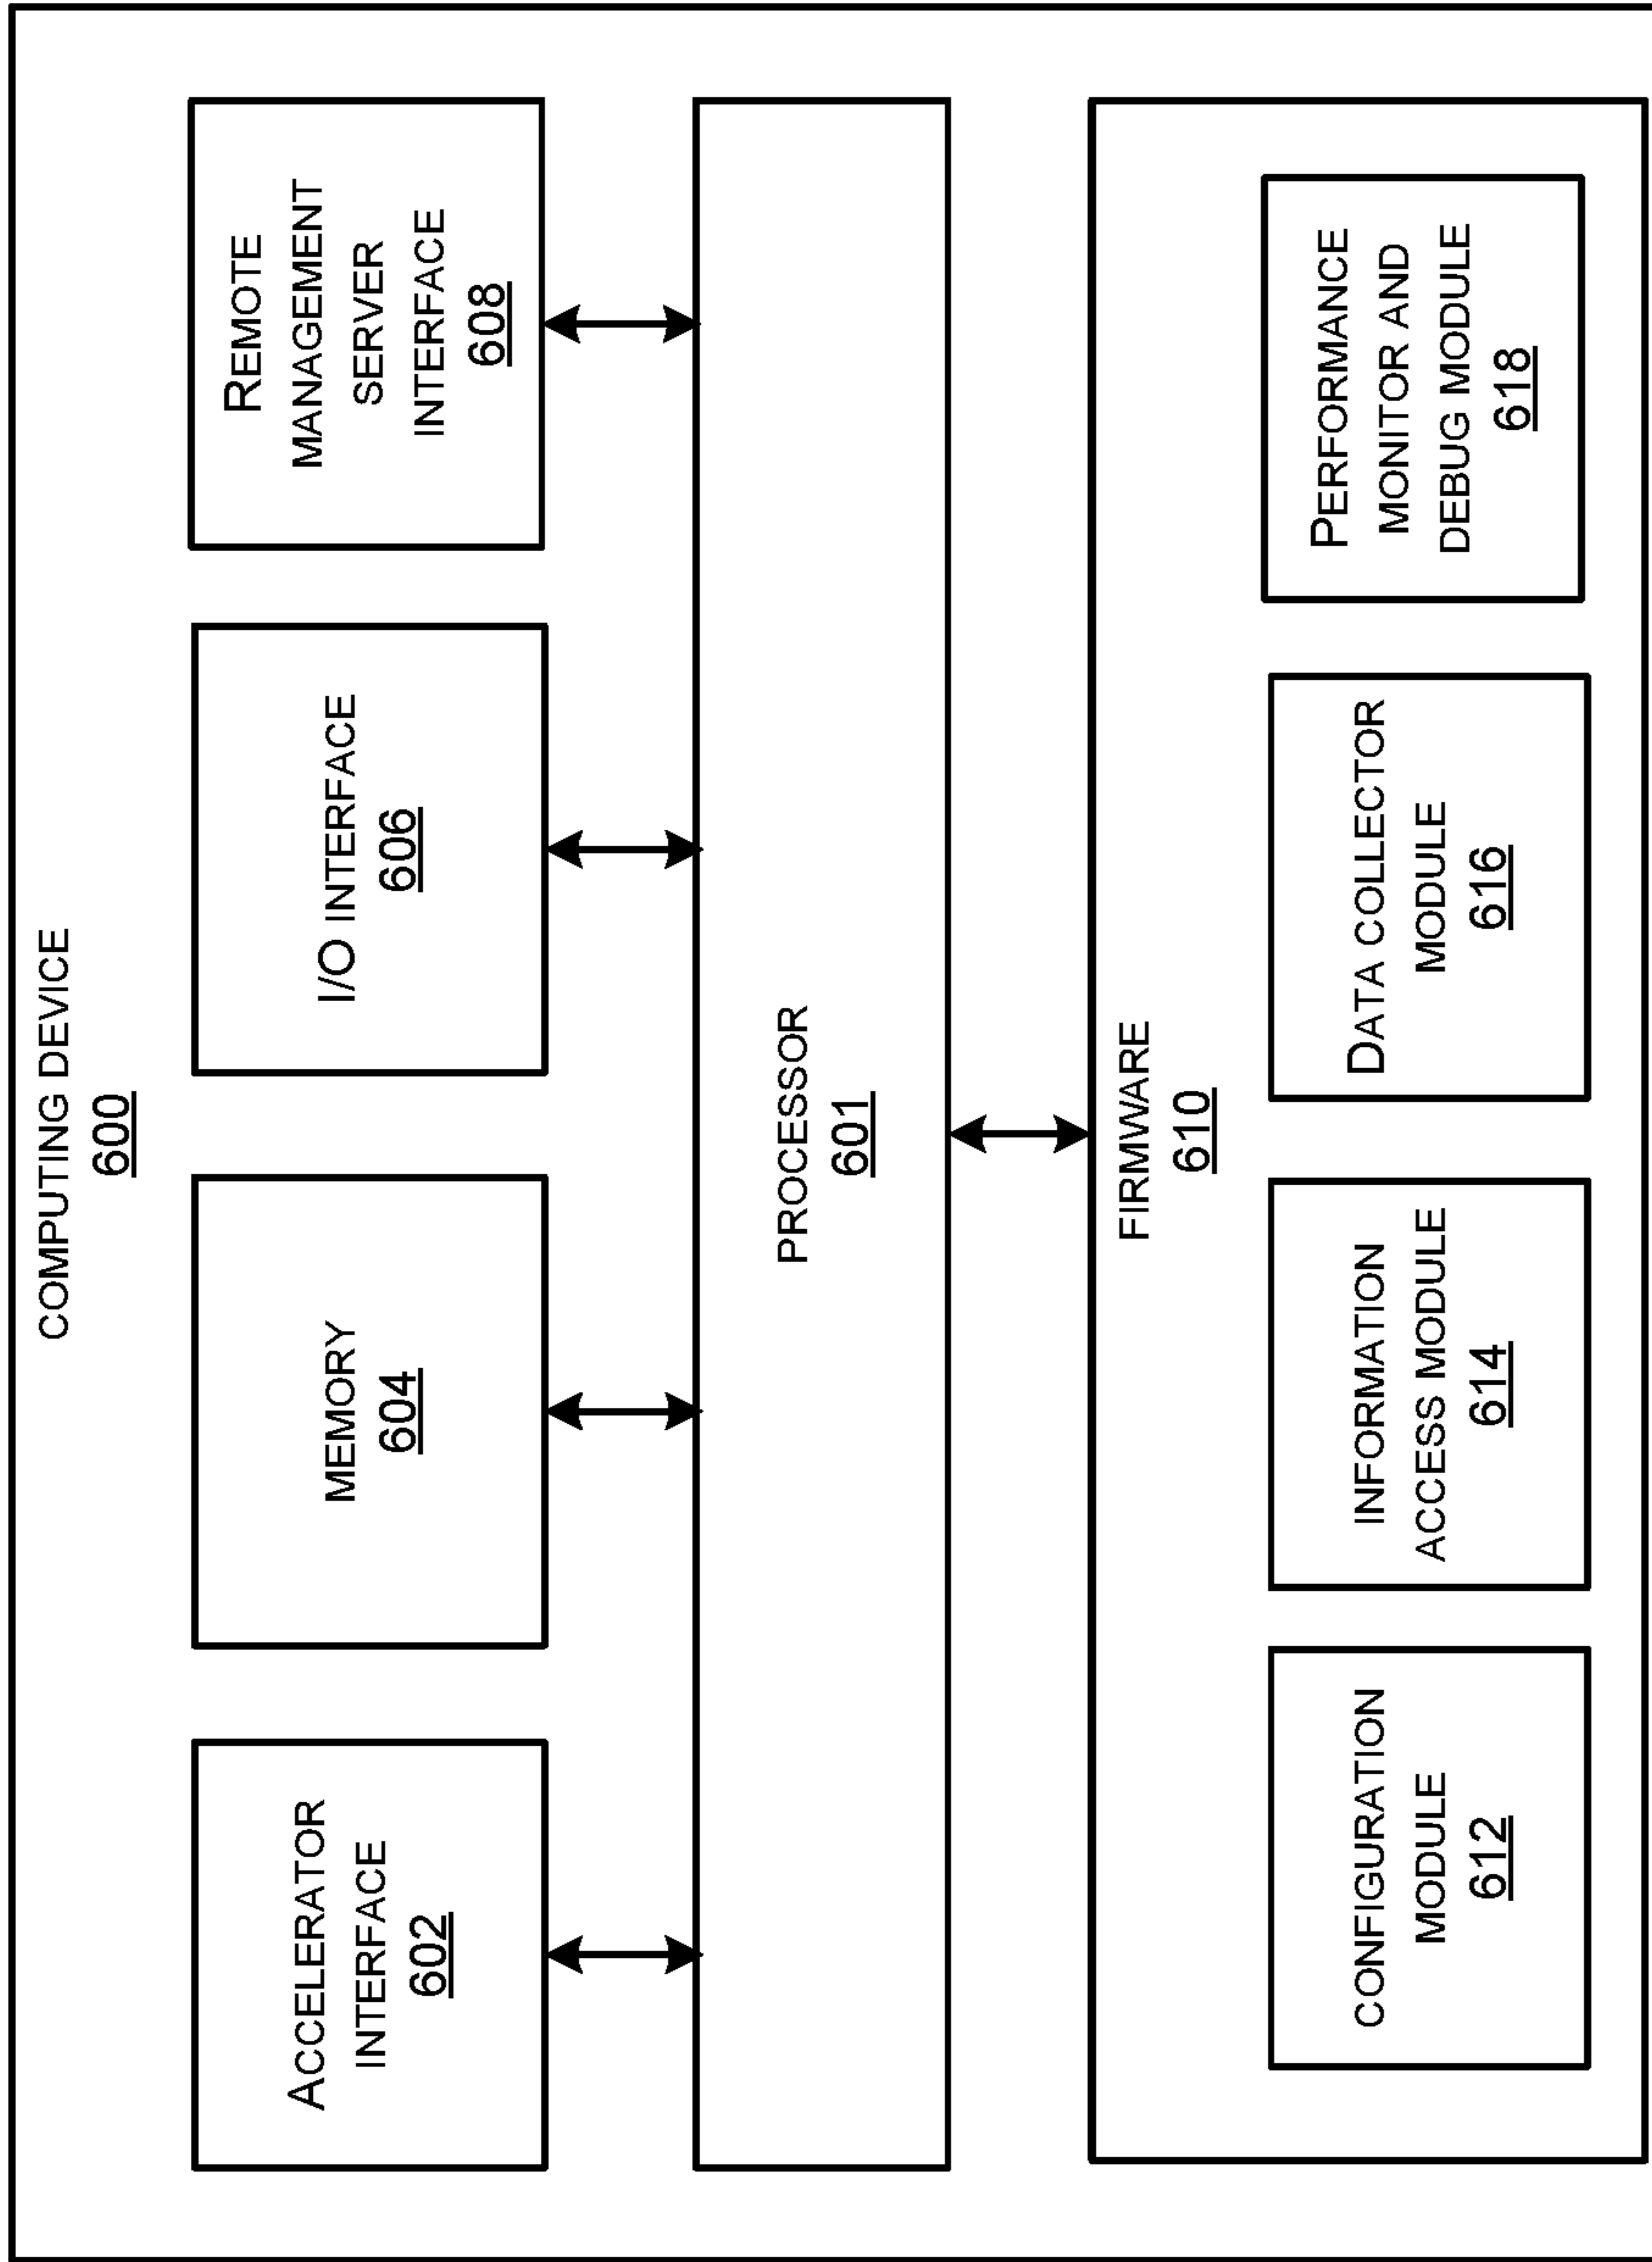 COMPUTING DEVICE
600
ACCELERATOR
INTERFACE
602
MEMORY
604
I/O INTERFACE
606
REMOTE
MANAGEMENT
SERVER
INTERFACE
608
PROCESSOR
601
FIRMWARE
610
CONFIGURATION
MODULE
612
INFORMATION
ACCESS MODULE
614
DATA COLLECTOR
MODULE
616
PERFORMANCE
MONITOR AND
DEBUG MODULE
618